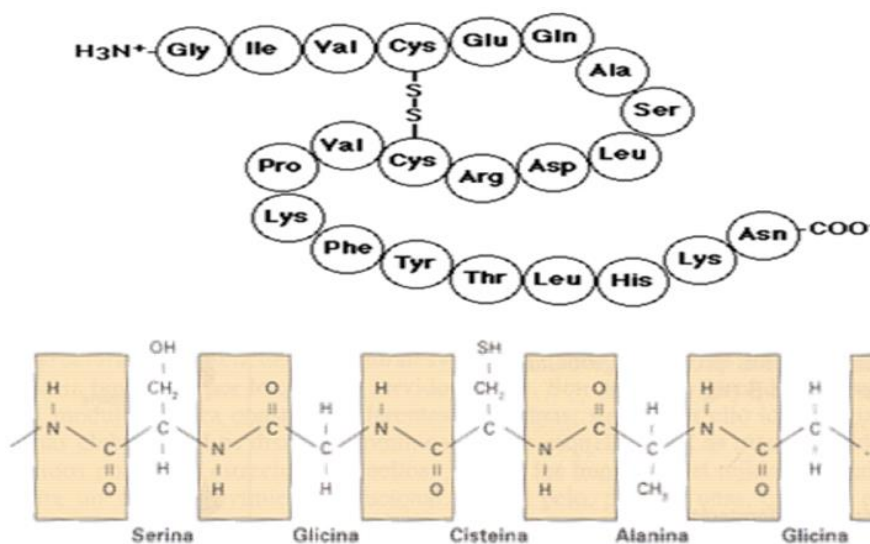 H3N+ Gly Ile Val Cys Glu Gln
Ala
Ser
S
S
Pro Val Cys Arg Asp Leu
Lys
Phe Tyr Thr Leu His Lys Asn COO-
OH SH
H O CH2 O H H CH2 O H H H
N C H C N C H N C
C C N C C C N C C
O H H H O H CH3 O H
Serina Glicina Cisteina Alanina Glicina